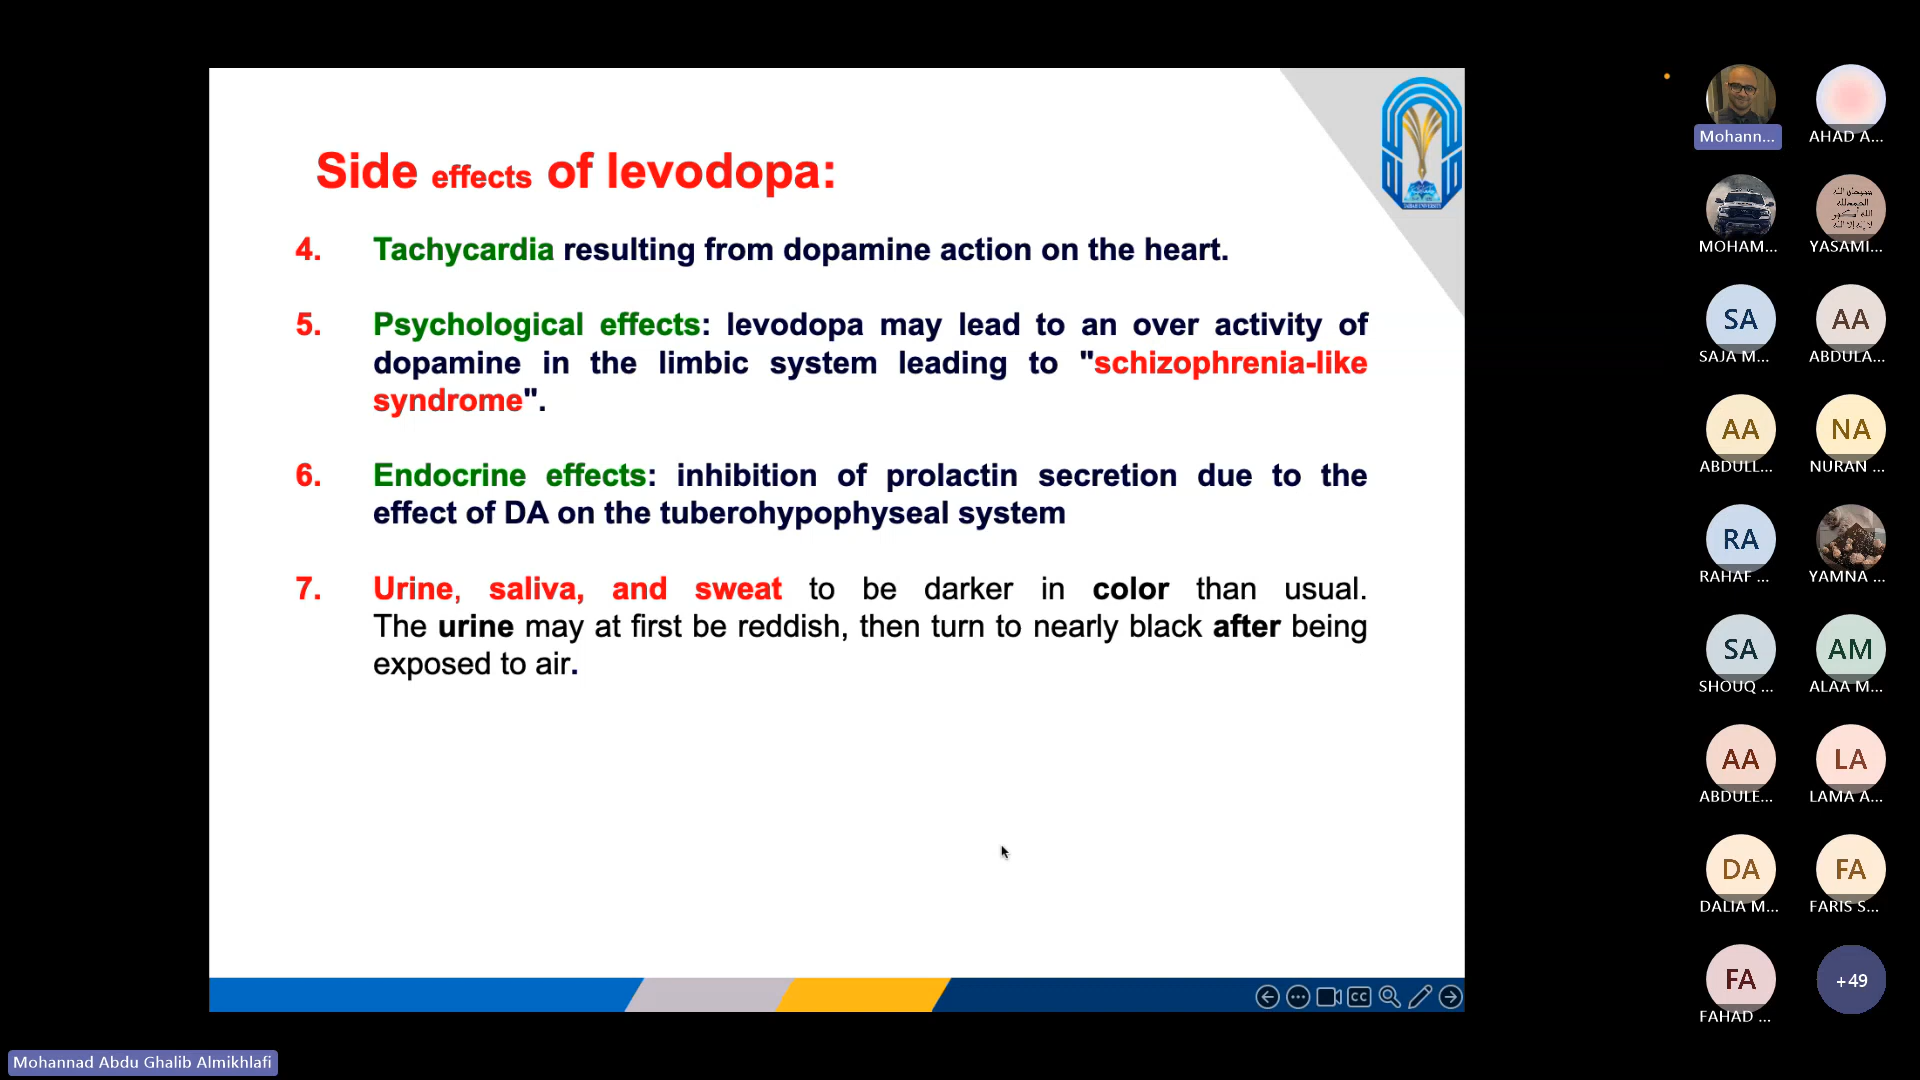 Side effects of levodopa:
4. Tachycardia resulting from dopamine action on the heart.
5. Psychological effects: levodopa may lead to an over activity of
dopamine in the limbic system leading to "schizophrenia-like
syndrome".
6. Endocrine effects: inhibition of prolactin secretion due to the
effect of DA on the tuberohypophyseal system
7. Urine, saliva, and sweat to be darker in color than usual.
The urine may at first be reddish, then turn to nearly black after being
exposed to air.
TAIBAH UNIVERSITY
CC
Mohann...
AHAD A...
MOHAM...
YASAMI...
SA
SAJA M...
AA
ABDULA...
AA
ABDULL...
NA
NURAN ...
RA
RAHAF ...
YAMNA ...
SA
SHOUQ ...
AM
ALAA M...
AA
ABDULE...
LA
LAMA A...
DA
DALIA M...
FA
FARIS S...
FA
FAHAD ...
+49
Mohannad Abdu Ghalib Almikhlafi